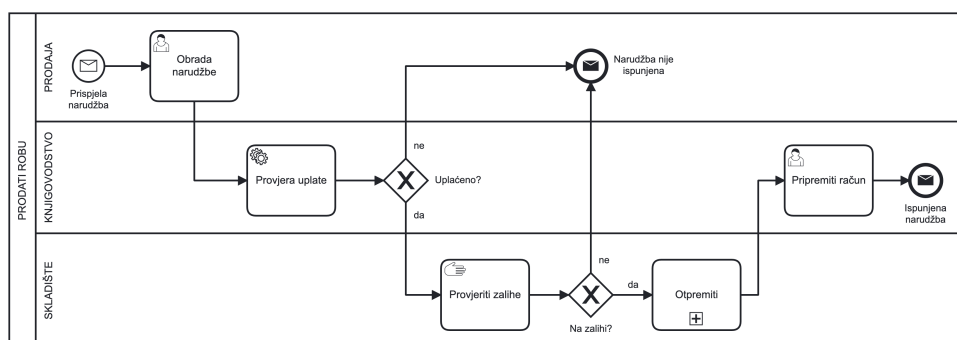 PRODATI ROBU
PRODAJA
Prispjela
narudžba
Obrada
narudžbe
Narudžba nije
ispunjena
KNJIGOVODSTVO
Provjera uplate
ne
Uplaćeno?
da
Pripremiti račun
Ispunjena
narudžba
SKLADIŠTE
Provjeriti zalihe
ne
da
Na zalihi?
Otpremiti